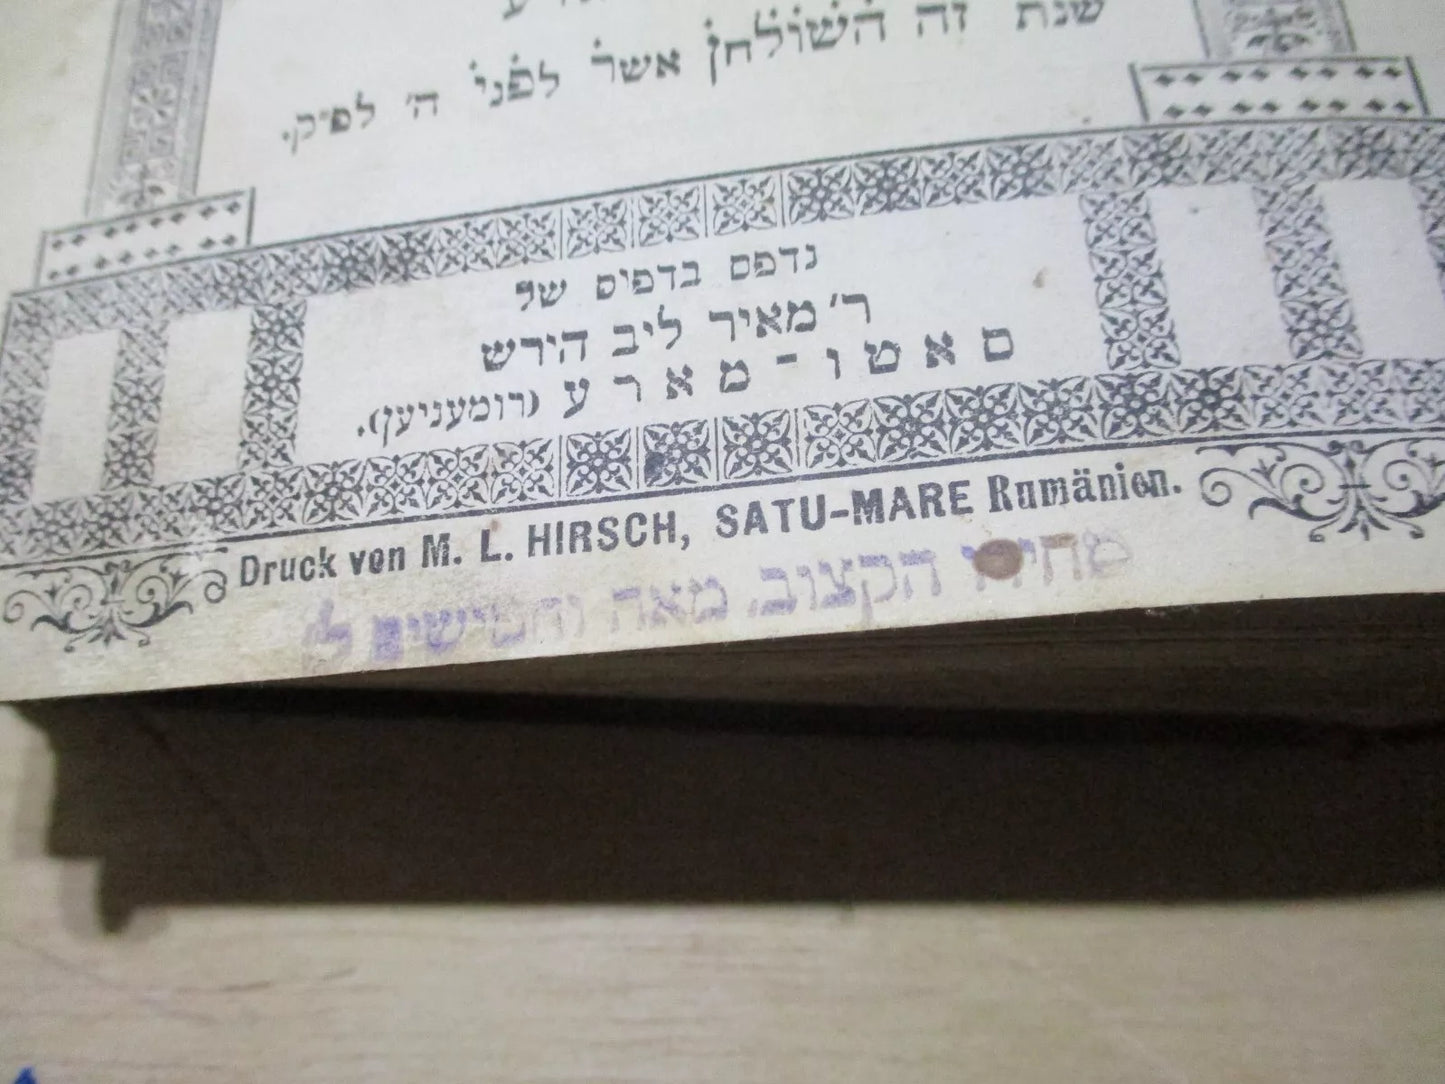 שנת זה השולחן אשר לפני ה׳ לפ״ק.
נדפס בדפוס של
ר׳ מאיר ליב הירש
סאטו-מארע (רומעניען).
Druck von M. L. HIRSCH, SATU-MARE Rumänien.
הקצוב מאה וחמישים ל